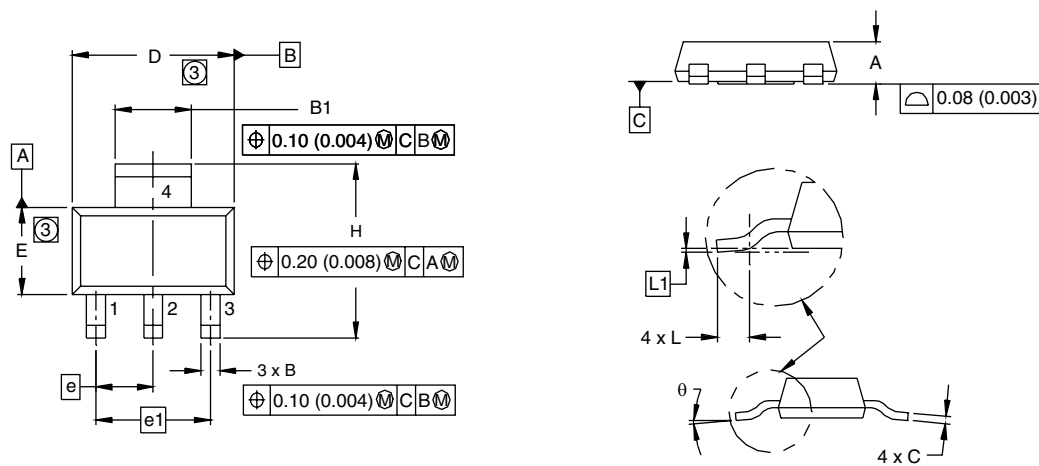 D
B
3
B1
⌖ 0.10 (0.004) Ⓜ C B Ⓜ
A
4
3
E
H
⌖ 0.20 (0.008) Ⓜ C A Ⓜ
1
2
3
3 x B
e
⌖ 0.10 (0.004) Ⓜ C B Ⓜ
e1
A
0.08 (0.003)
C
L1
4 x L
θ
4 x C